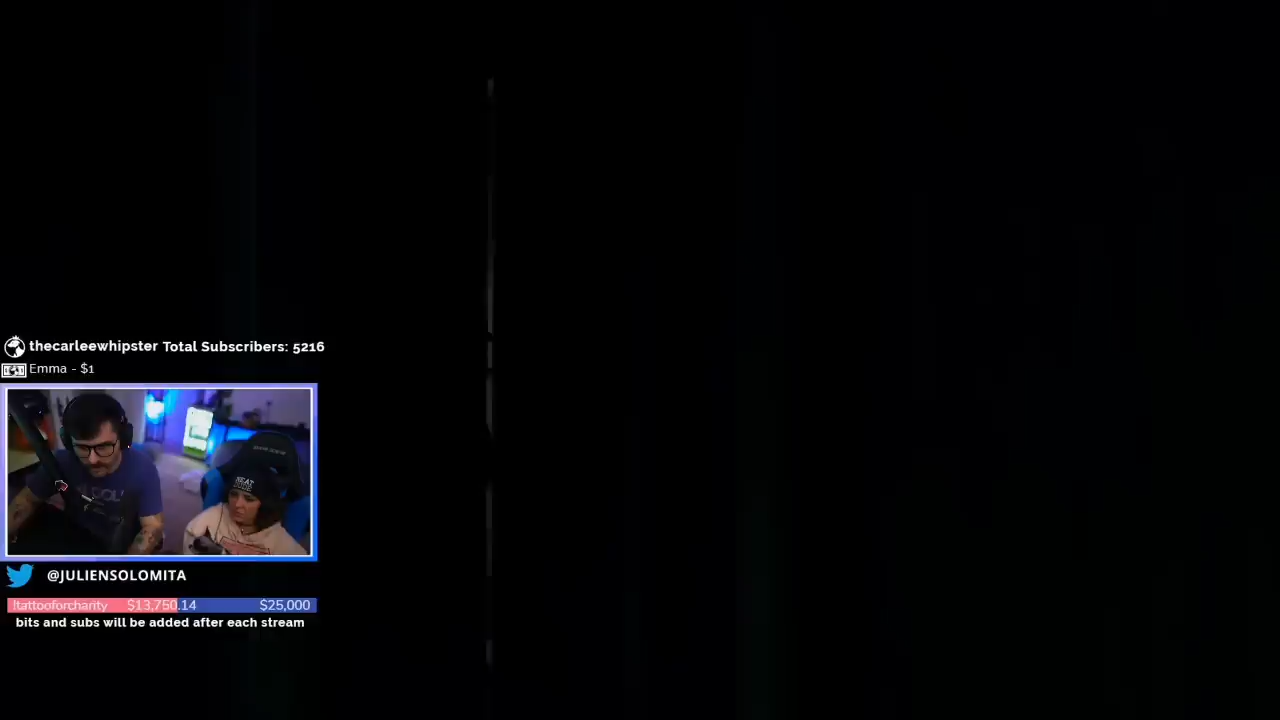 thecarleewhipster Total Subscribers: 5216
Emma - $1
NEAT
@JULIENSOLOMITA
!tattooforcharity $13,750.14 $25,000
bits and subs will be added after each stream